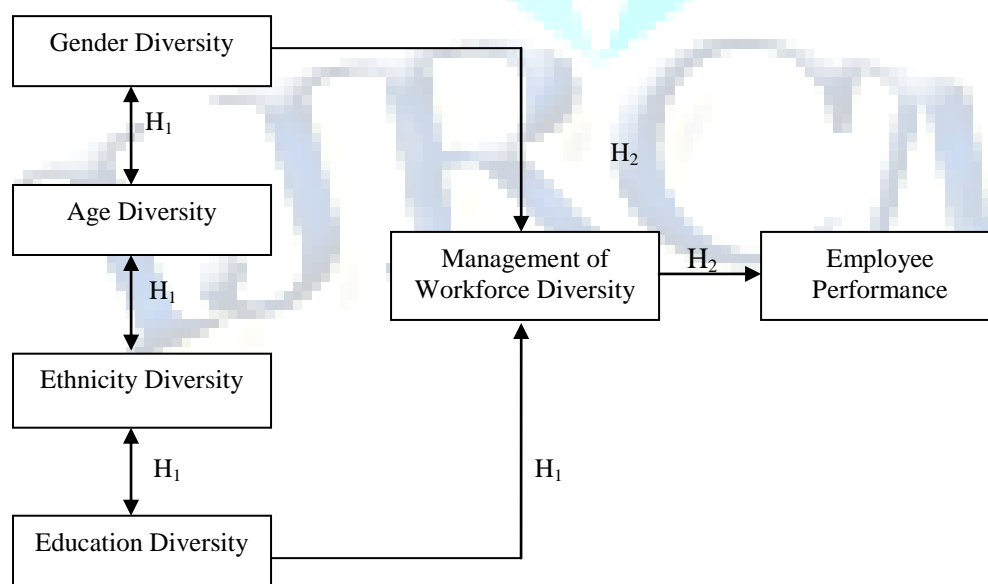 Gender Diversity
H₁
Age Diversity
H₂
H₁
Management of
Workforce Diversity
H₂
Employee
Performance
Ethnicity Diversity
H₁
H₁
Education Diversity
IJRCM